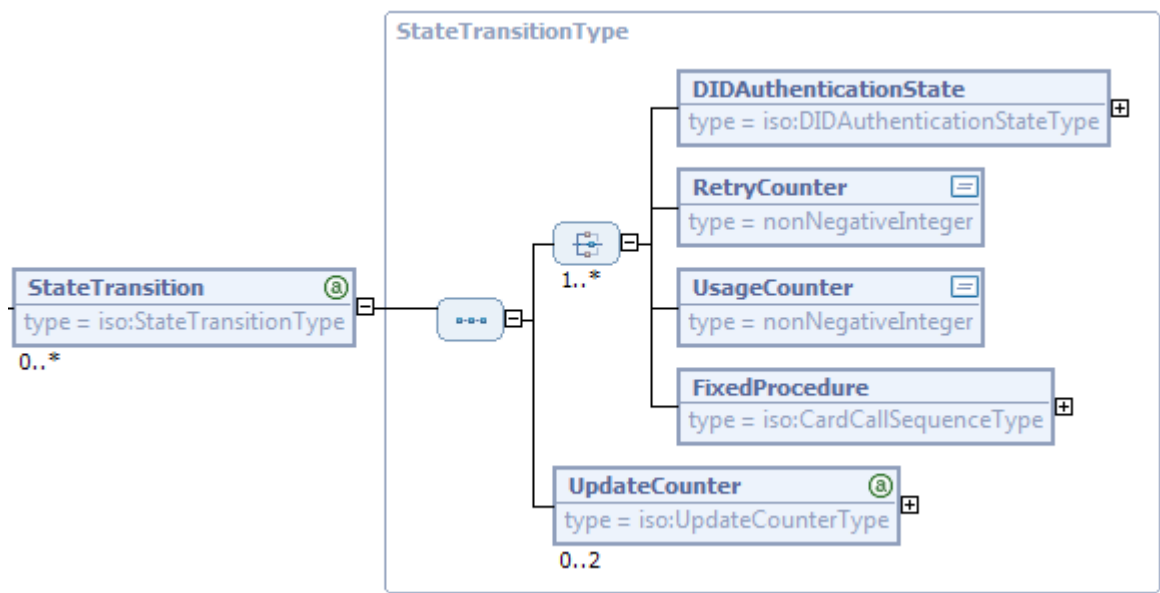 StateTransitionType
DIDAuthenticationState
type = iso:DIDAuthenticationStateType
RetryCounter
type = nonNegativeInteger
1..*
StateTransition
a
type = iso:StateTransitionType
0..*
UsageCounter
type = nonNegativeInteger
FixedProcedure
type = iso:CardCallSequenceType
UpdateCounter
a
type = iso:UpdateCounterType
0..2